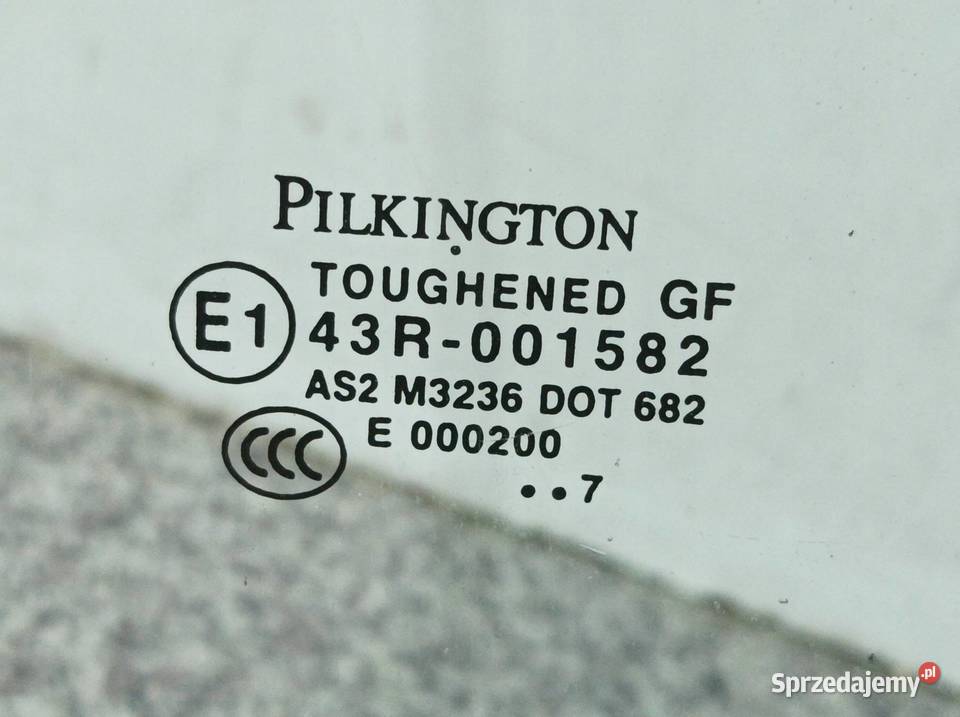 PILKINGTON
TOUGHENED GF
E1 43R-001582
AS2 M3236 DOT 682
CCC E 000200
..7
Sprzedajemy.pl